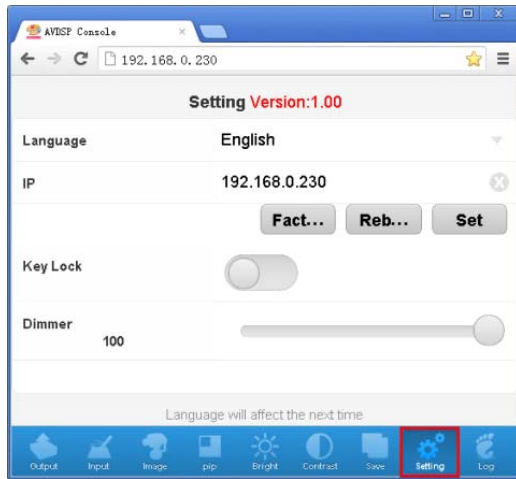 AVDSP Console
192.168.0.230
Setting Version:1.00
Language English
IP 192.168.0.230
Fact... Reb... Set
Key Lock
Dimmer
100
Language will affect the next time
Output Input Image pip Bright Contrast Save Setting Log